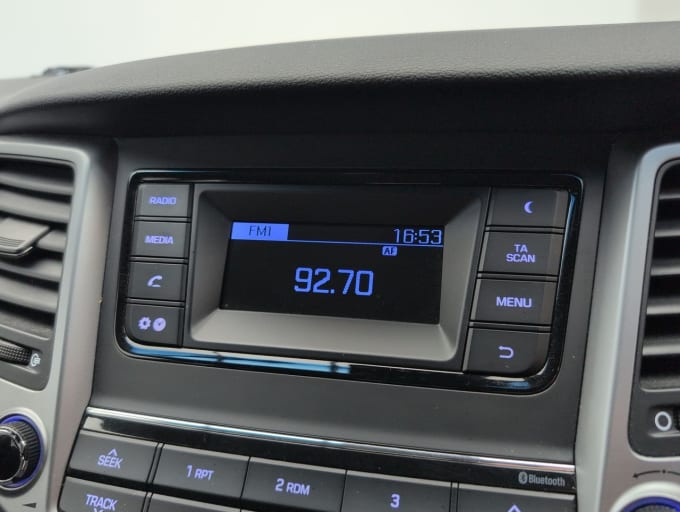 RADIO
MEDIA
FM1 16:53
AF
92.70
TA
SCAN
MENU
SEEK
1 RPT
2 RDM
3
Bluetooth
TRACK